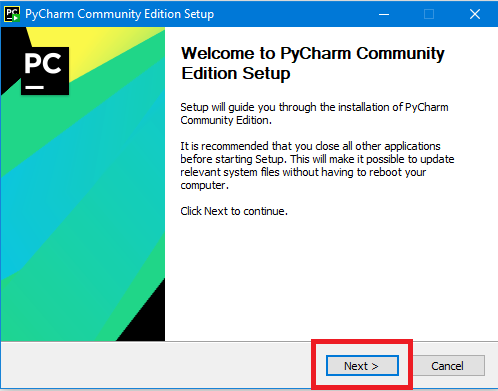 PC PyCharm Community Edition Setup
PC
Welcome to PyCharm Community
Edition Setup
Setup will guide you through the installation of PyCharm
Community Edition.
It is recommended that you close all other applications
before starting Setup. This will make it possible to update
relevant system files without having to reboot your
computer.
Click Next to continue.
Next > Cancel